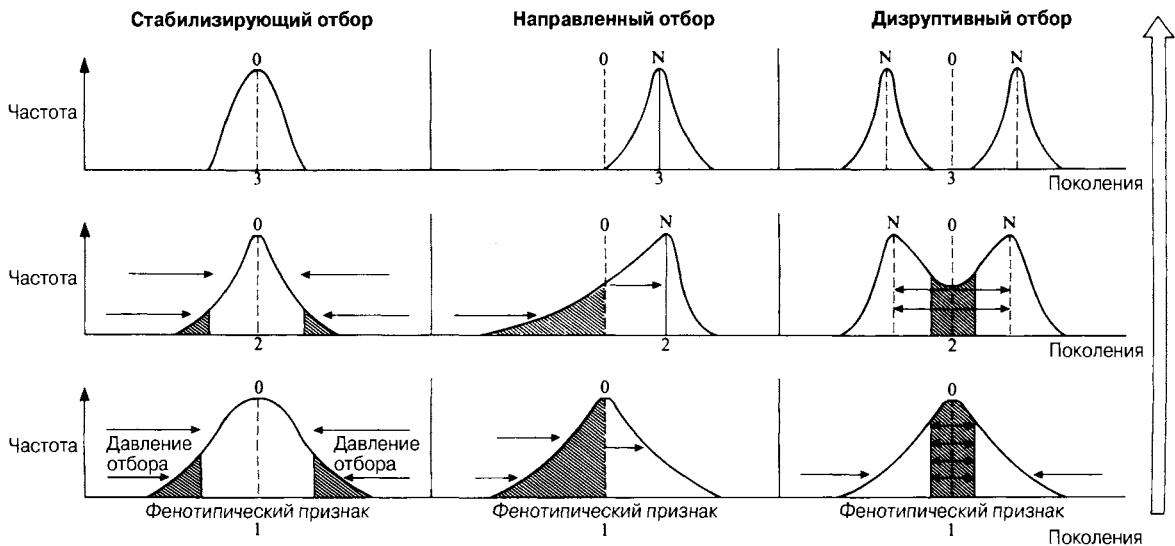 Стабилизирующий отбор
Направленный отбор
Дизруптивный отбор
0
0 N
N 0 N
Частота
3
3
3
Поколения
0
0 N
N 0 N
Частота
2
2
2
Поколения
0
0
0
Частота
Давление отбора
Давление отбора
Фенотипический признак
Фенотипический признак
Фенотипический признак
1
1
1
Поколения